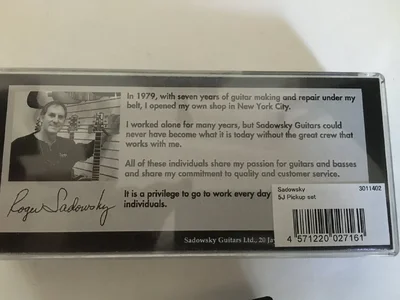 In 1979, with seven years of guitar making and repair under my
belt, I opened my own shop in New York City.
I worked alone for many years, but Sadowsky Guitars could
never have become what it is today without the great crew that
works with me.
All of these individuals share my passion for guitars and basses
and share my commitment to quality and customer service.
It is a privilege to go to work every day
individuals.
Roger Sadowsky
Sadowsky 3011402
5J Pickup set
4 571220 027161
Sadowsky Guitars Ltd., 20 Ja